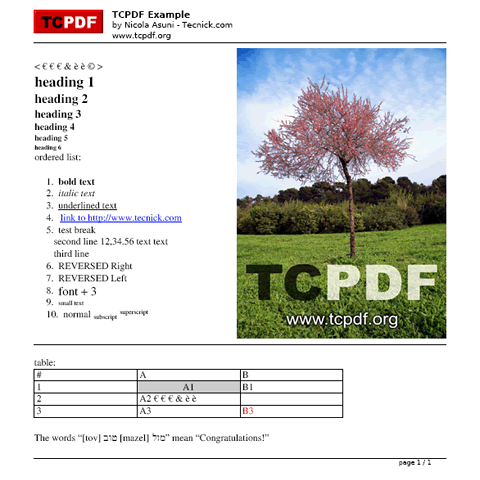 TCPDF
TCPDF Example
by Nicola Asuni - Tecnick.com
www.tcpdf.org
< € € € & è è © >
heading 1
heading 2
heading 3
heading 4
heading 5
heading 6
ordered list:
1. bold text
2. italic text
3. underlined text
4. link to http://www.tecnick.com
5. test break
second line 12,34.56 text text
third line
6. REVERSED Right
7. REVERSED Left
8. font + 3
9. small text
10. normal subscript superscript
TCPDF
www.tcpdf.org
table:
# A B
1 A1 B1
2 A2 € € € & è è
3 A3 B3
The words “[tov] טוב [mazel] מזל” mean “Congratulations!”
page 1 / 1